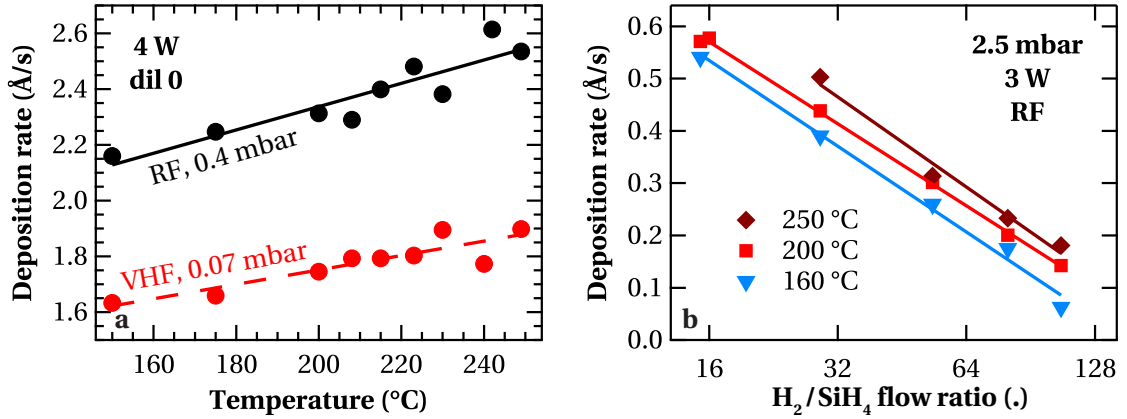 Deposition rate (Å/s)
2.6
2.4
2.2
2.0
1.8
1.6
4 W
dil 0
RF, 0.4 mbar
VHF, 0.07 mbar
a
160 180 200 220 240
Temperature (°C)
Deposition rate (Å/s)
0.6
0.5
0.4
0.3
0.2
0.1
0.0
2.5 mbar
3 W
RF
250 °C
200 °C
160 °C
b
16 32 64 128
H₂ / SiH₄ flow ratio (.)